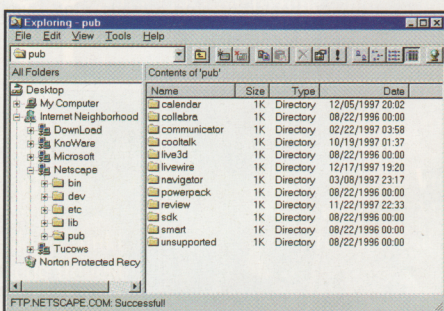 Exploring - pub
File Edit View Tools Help
pub
All Folders
Contents of 'pub'
Desktop
My Computer
Internet Neighborhood
DownLoad
KnoWare
Microsoft
Netscape
bin
dev
etc
lib
pub
Tucows
Norton Protected Recy
Name Size Type Date
calendar 1K Directory 12/05/1997 20:02
collabra 1K Directory 08/22/1996 00:00
communicator 1K Directory 02/22/1997 03:58
cooltalk 1K Directory 10/19/1997 01:37
live3d 1K Directory 08/22/1996 00:00
livewire 1K Directory 12/17/1997 19:20
navigator 1K Directory 03/08/1997 23:17
powerpack 1K Directory 08/22/1996 00:00
review 1K Directory 11/22/1997 22:33
sdk 1K Directory 08/22/1996 00:00
smart 1K Directory 08/22/1996 00:00
unsupported 1K Directory 08/22/1996 00:00
FTP.NETSCAPE.COM: Successfull